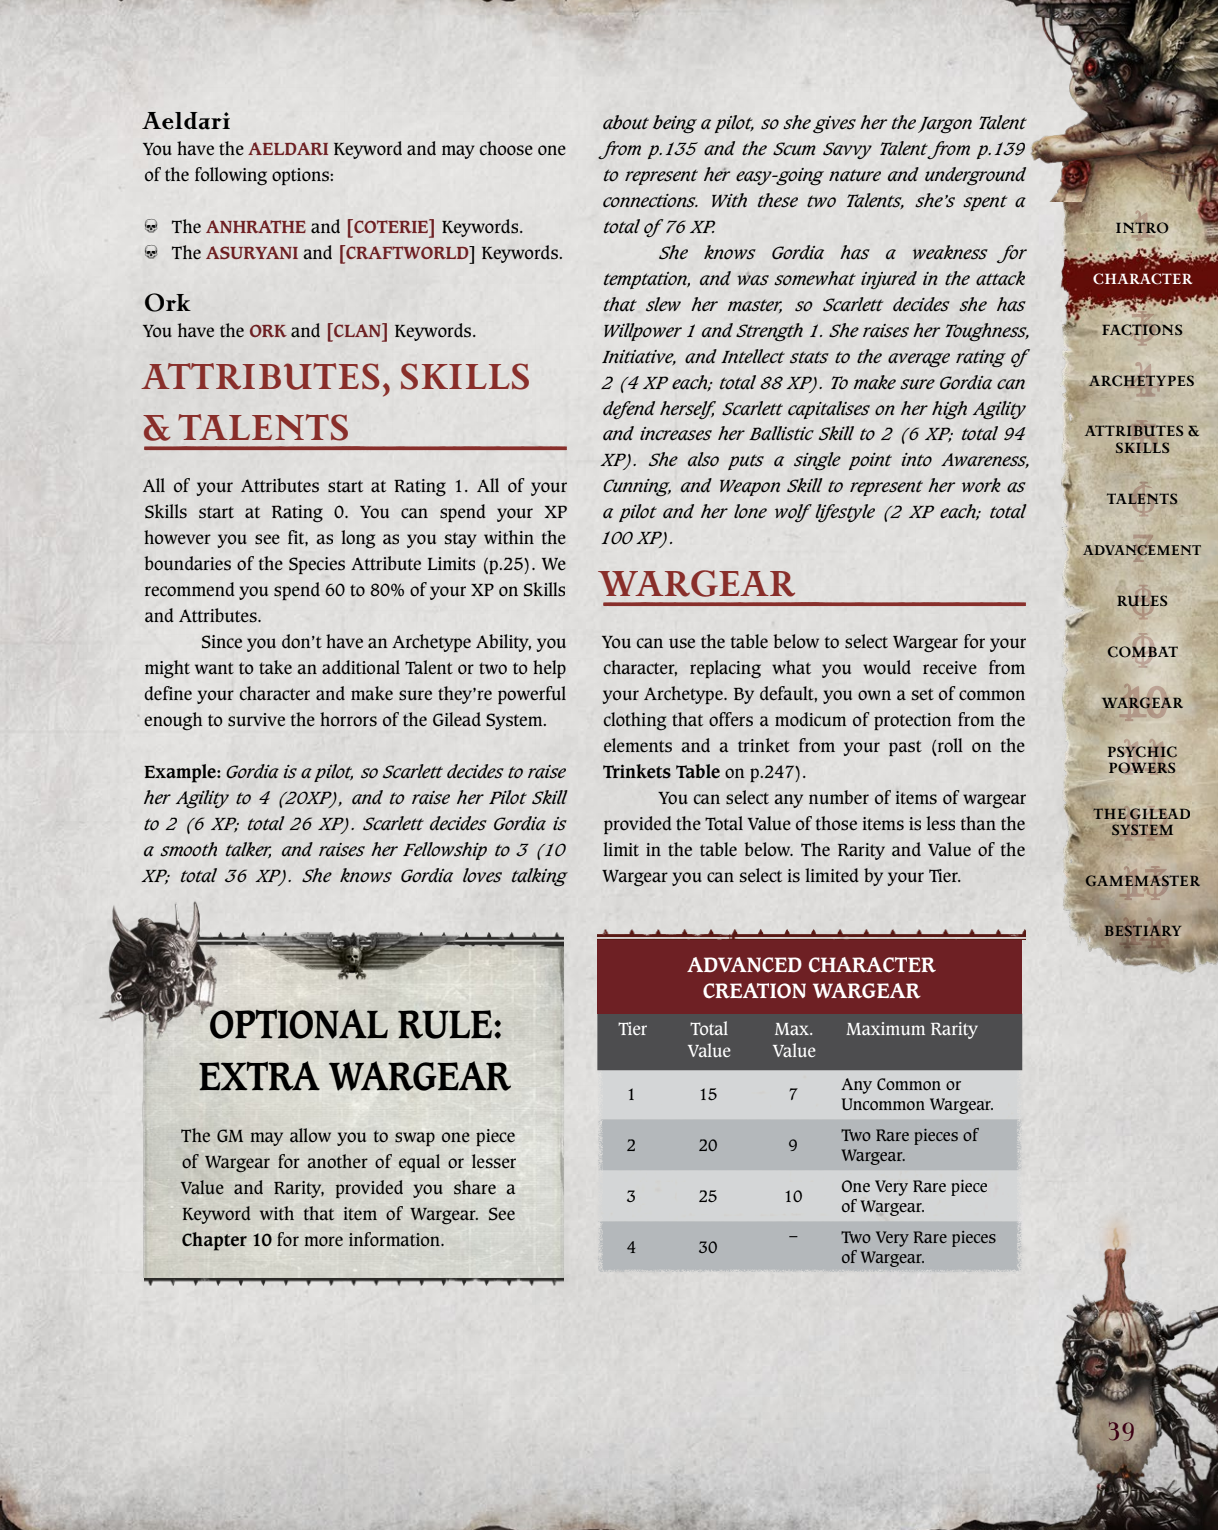 Aeldari
You have the AELDARI Keyword and may choose one
of the following options:
The ANHRATHE and [COTERIE] Keywords.
The ASURYANI and [CRAFTWORLD] Keywords.
Ork
You have the ORK and [CLAN] Keywords.
ATTRIBUTES, SKILLS
& TALENTS
All of your Attributes start at Rating 1. All of your
Skills start at Rating 0. You can spend your XP
however you see fit, as long as you stay within the
boundaries of the Species Attribute Limits (p.25). We
recommend you spend 60 to 80% of your XP on Skills
and Attributes.
Since you don't have an Archetype Ability, you
might want to take an additional Talent or two to help
define your character and make sure they're powerful
enough to survive the horrors of the Gilead System.
Example: Gordia is a pilot, so Scarlett decides to raise
her Agility to 4 (20XP), and to raise her Pilot Skill
to 2 (6 XP; total 26 XP). Scarlett decides Gordia is
a smooth talker, and raises her Fellowship to 3 (10
XP; total 36 XP). She knows Gordia loves talking
about being a pilot, so she gives her the Jargon Talent
from p.135 and the Scum Savvy Talent from p.139
to represent her easy-going nature and underground
connections. With these two Talents, she's spent a
total of 76 XP.
She knows Gordia has a weakness for
temptation, and was somewhat injured in the attack
that slew her master, so Scarlett decides she has
Willpower 1 and Strength 1. She raises her Toughness,
Initiative, and Intellect stats to the average rating of
2 (4 XP each; total 88 XP). To make sure Gordia can
defend herself, Scarlett capitalises on her high Agility
and increases her Ballistic Skill to 2 (6 XP; total 94
XP). She also puts a single point into Awareness,
Cunning, and Weapon Skill to represent her work as
a pilot and her lone wolf lifestyle (2 XP each; total
100 XP).
WARGEAR
You can use the table below to select Wargear for your
character, replacing what you would receive from
your Archetype. By default, you own a set of common
clothing that offers a modicum of protection from the
elements and a trinket from your past (roll on the
Trinkets Table on p.247).
You can select any number of items of wargear
provided the Total Value of those items is less than the
limit in the table below. The Rarity and Value of the
Wargear you can select is limited by your Tier.
OPTIONAL RULE:
EXTRA WARGEAR
The GM may allow you to swap one piece
of Wargear for another of equal or lesser
Value and Rarity, provided you share a
Keyword with that item of Wargear. See
Chapter 10 for more information.
ADVANCED CHARACTER
CREATION WARGEAR
Tier Total Value Max. Value Maximum Rarity
1 15 7 Any Common or
Uncommon Wargear.
2 20 9 Two Rare pieces of
Wargear.
3 25 10 One Very Rare piece
of Wargear.
4 30 – Two Very Rare pieces
of Wargear.
INTRO
CHARACTER
FACTIONS
ARCHETYPES
ATTRIBUTES &
SKILLS
TALENTS
ADVANCEMENT
RULES
COMBAT
WARGEAR
PSYCHIC
POWERS
THE GILEAD
SYSTEM
GAMEMASTER
BESTIARY
39